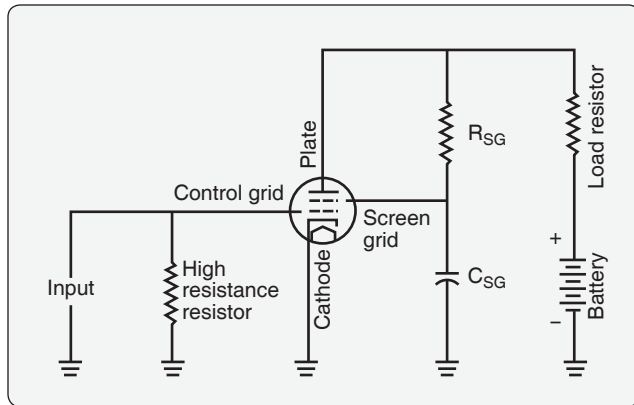 Plate
R_SG
Load resistor
Control grid
Screen
grid
+
Input
High
resistance
resistor
Cathode
C_SG
Battery
−